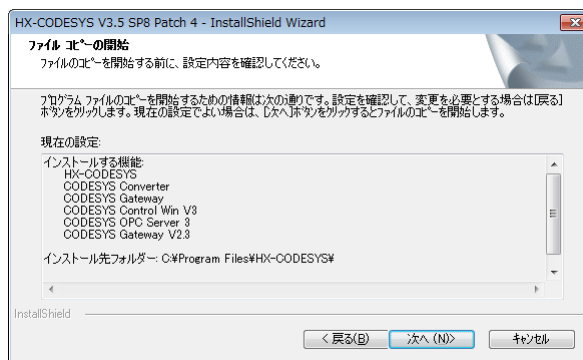 HX-CODESYS V3.5 SP8 Patch 4 - InstallShield Wizard
ファイル コピーの開始
ファイルのコピーを開始する前に、設定内容を確認してください。
プログラム ファイルのコピーを開始するための情報は次の通りです。設定を確認して、変更を必要とする場合は[戻る]
ボタンをクリックします。現在の設定でよい場合は、[次へ]ボタンをクリックするとファイルのコピーを開始します。
現在の設定:
インストールする機能:
HX-CODESYS
CODESYS Converter
CODESYS Gateway
CODESYS Control Win V3
CODESYS OPC Server 3
CODESYS Gateway V2.3
インストール先フォルダー: C:¥Program Files¥HX-CODESYS¥
InstallShield
< 戻る(B)
次へ (N)>
キャンセル